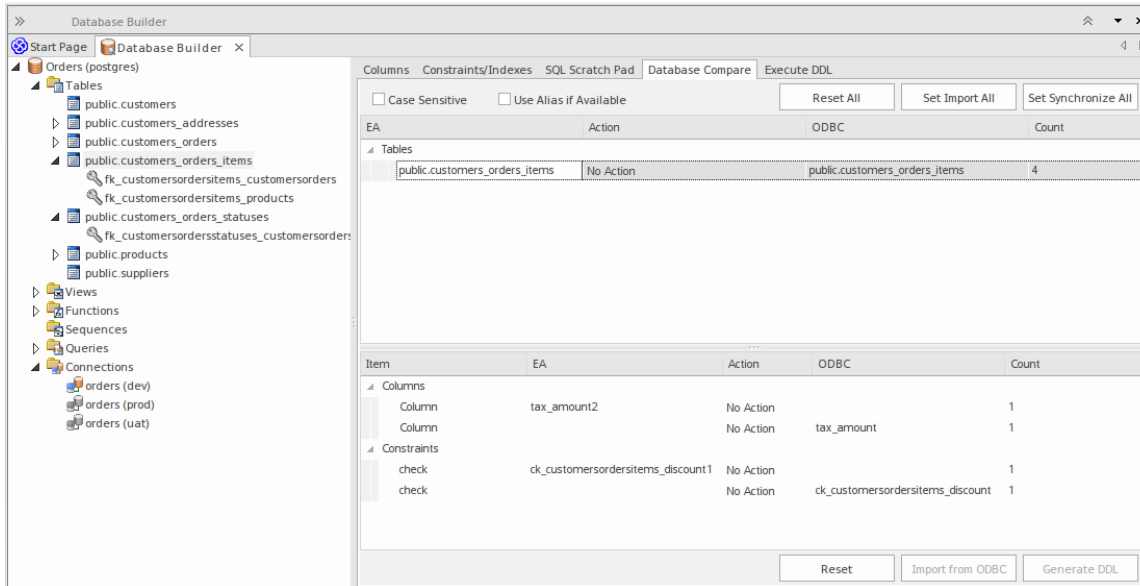 Database Builder
Start Page Database Builder
Orders (postgres)
Tables
public.customers
public.customers_addresses
public.customers_orders
public.customers_orders_items
fk_customersordersitems_customersorders
fk_customersordersitems_products
public.customers_orders_statuses
fk_customersordersstatuses_customersorders
public.products
public.suppliers
Views
Functions
Sequences
Queries
Connections
orders (dev)
orders (prod)
orders (uat)
Columns Constraints/Indexes SQL Scratch Pad Database Compare Execute DDL
Case Sensitive Use Alias if Available Reset All Set Import All Set Synchronize All
EA Action ODBC Count
Tables
public.customers_orders_items No Action public.customers_orders_items 4
Item EA Action ODBC Count
Columns
Column tax_amount2 No Action 1
Column No Action tax_amount 1
Constraints
check ck_customersordersitems_discount1 No Action 1
check No Action ck_customersordersitems_discount 1
Reset Import from ODBC Generate DDL